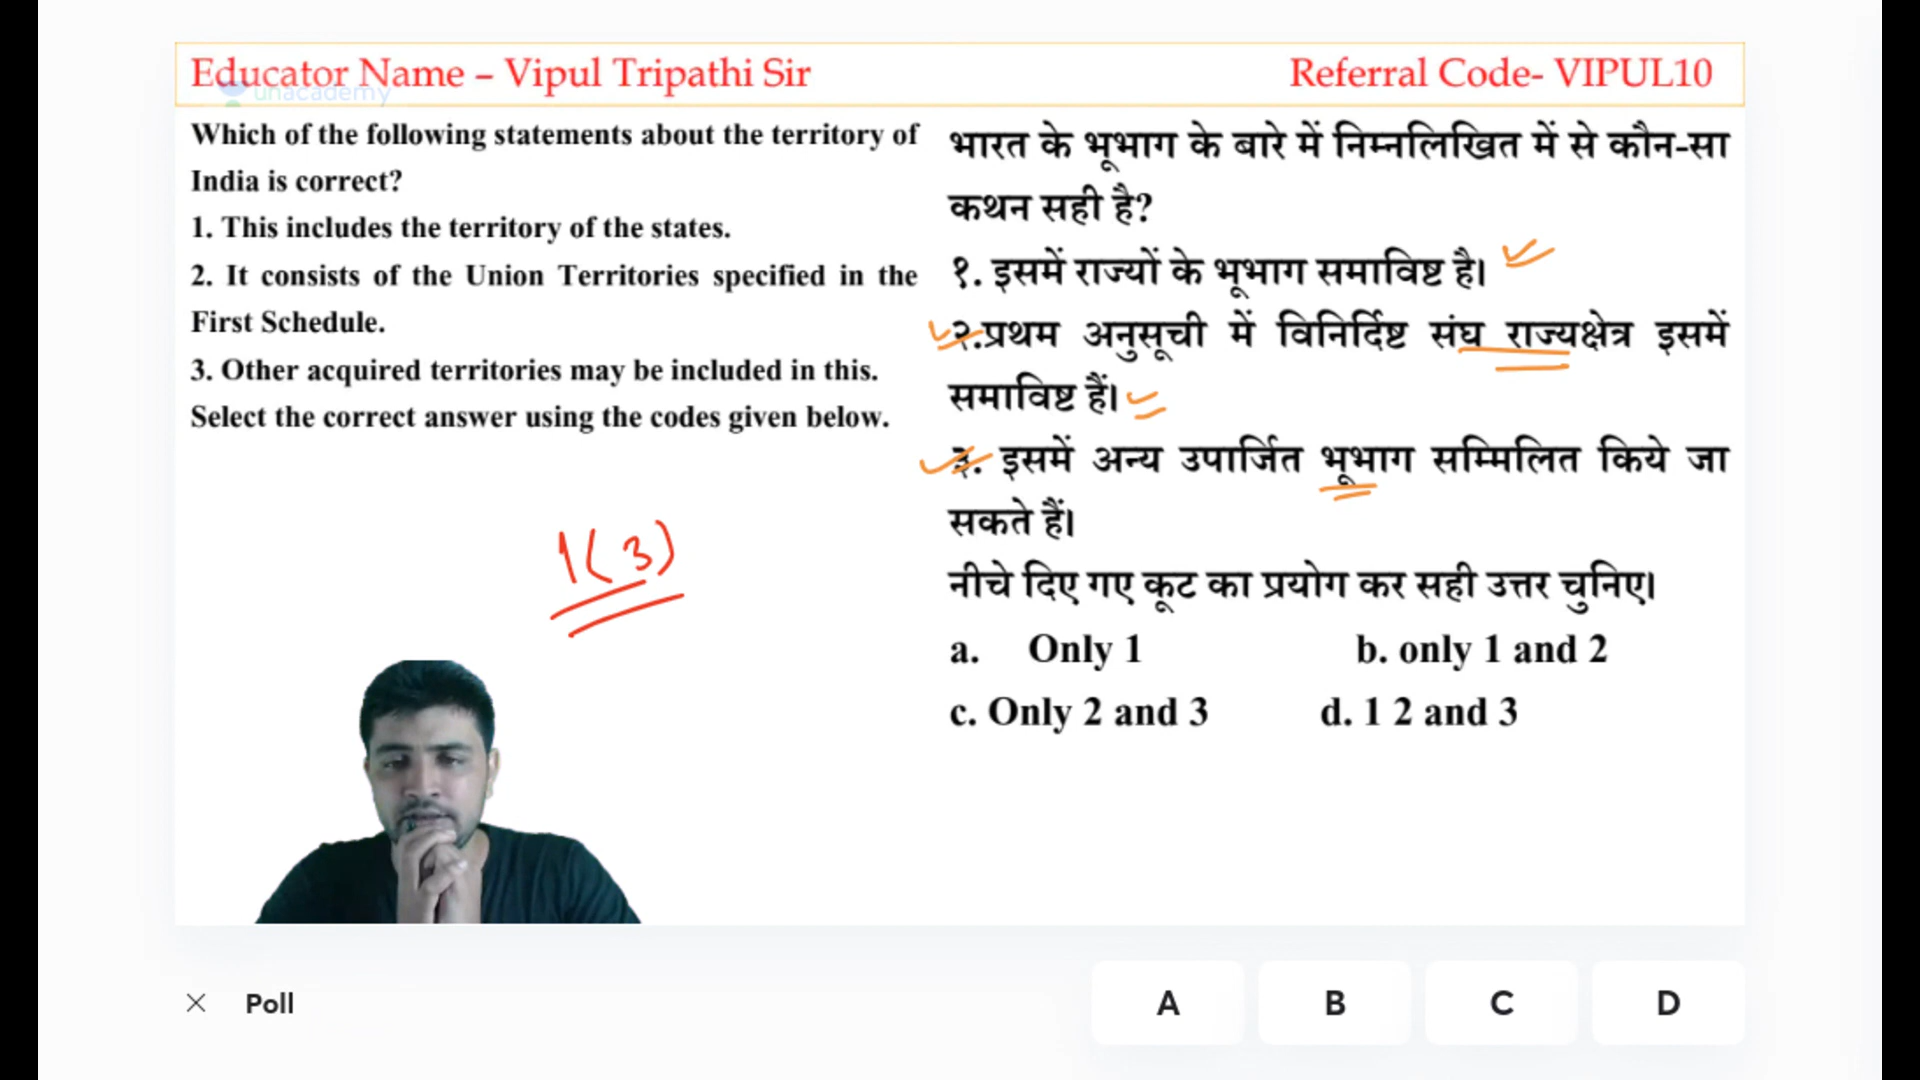 Educator Name – Vipul Tripathi Sir
Referral Code- VIPUL10
unacademy
Which of the following statements about the territory of
India is correct?
1. This includes the territory of the states.
2. It consists of the Union Territories specified in the
First Schedule.
3. Other acquired territories may be included in this.
Select the correct answer using the codes given below.
1(3)
भारत के भूभाग के बारे में निम्नलिखित में से कौन-सा
कथन सही है?
१. इसमें राज्यों के भूभाग समाविष्ट है।
२.प्रथम अनुसूची में विनिर्दिष्ट संघ राज्यक्षेत्र इसमें
समाविष्ट हैं।
३. इसमें अन्य उपार्जित भूभाग सम्मिलित किये जा
सकते हैं।
नीचे दिए गए कूट का प्रयोग कर सही उत्तर चुनिए।
a. Only 1 b. only 1 and 2
c. Only 2 and 3 d. 1 2 and 3
Poll
A B C D